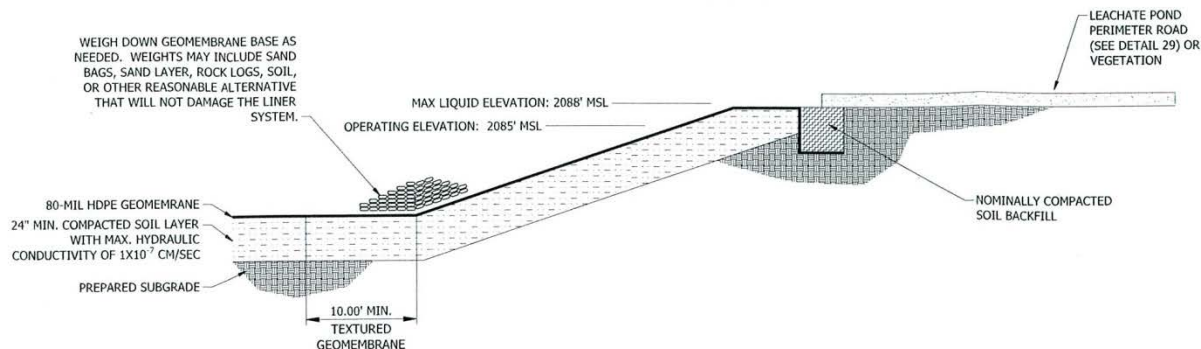 WEIGH DOWN GEOMEMBRANE BASE AS
NEEDED. WEIGHTS MAY INCLUDE SAND
BAGS, SAND LAYER, ROCK LOGS, SOIL,
OR OTHER REASONABLE ALTERNATIVE
THAT WILL NOT DAMAGE THE LINER
SYSTEM.
MAX LIQUID ELEVATION: 2088' MSL
OPERATING ELEVATION: 2085' MSL
LEACHATE POND
PERIMETER ROAD
(SEE DETAIL 29) OR
VEGETATION
80-MIL HDPE GEOMEMRANE
24" MIN. COMPACTED SOIL LAYER
WITH MAX. HYDRAULIC
CONDUCTIVITY OF 1X10⁻⁷ CM/SEC
PREPARED SUBGRADE
NOMINALLY COMPACTED
SOIL BACKFILL
10.00' MIN.
TEXTURED
GEOMEMBRANE